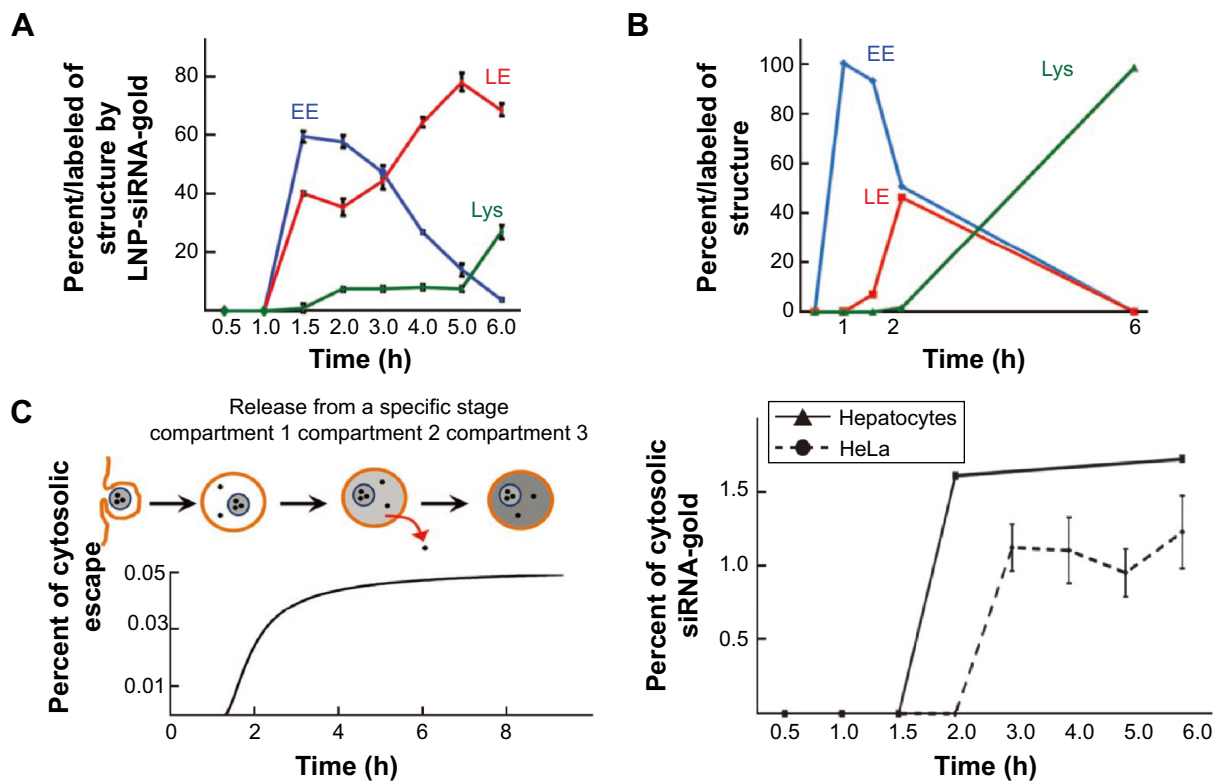 A
Percent/labeled of
structure by
LNP-siRNA-gold
80
60
40
20
EE
LE
Lys
0.5 1.0 1.5 2.0 3.0 4.0 5.0 6.0
Time (h)
B
Percent/labeled of
structure
100
80
60
40
20
0
EE
LE
Lys
1 2 6
Time (h)
C
Release from a specific stage
compartment 1 compartment 2 compartment 3
Percent of cytosolic
escape
0.05
0.03
0.01
0 2 4 6 8
Time (h)
Hepatocytes
HeLa
Percent of cytosolic
siRNA-gold
1.5
1.0
0.5
0.5 1.0 1.5 2.0 3.0 4.0 5.0 6.0
Time (h)